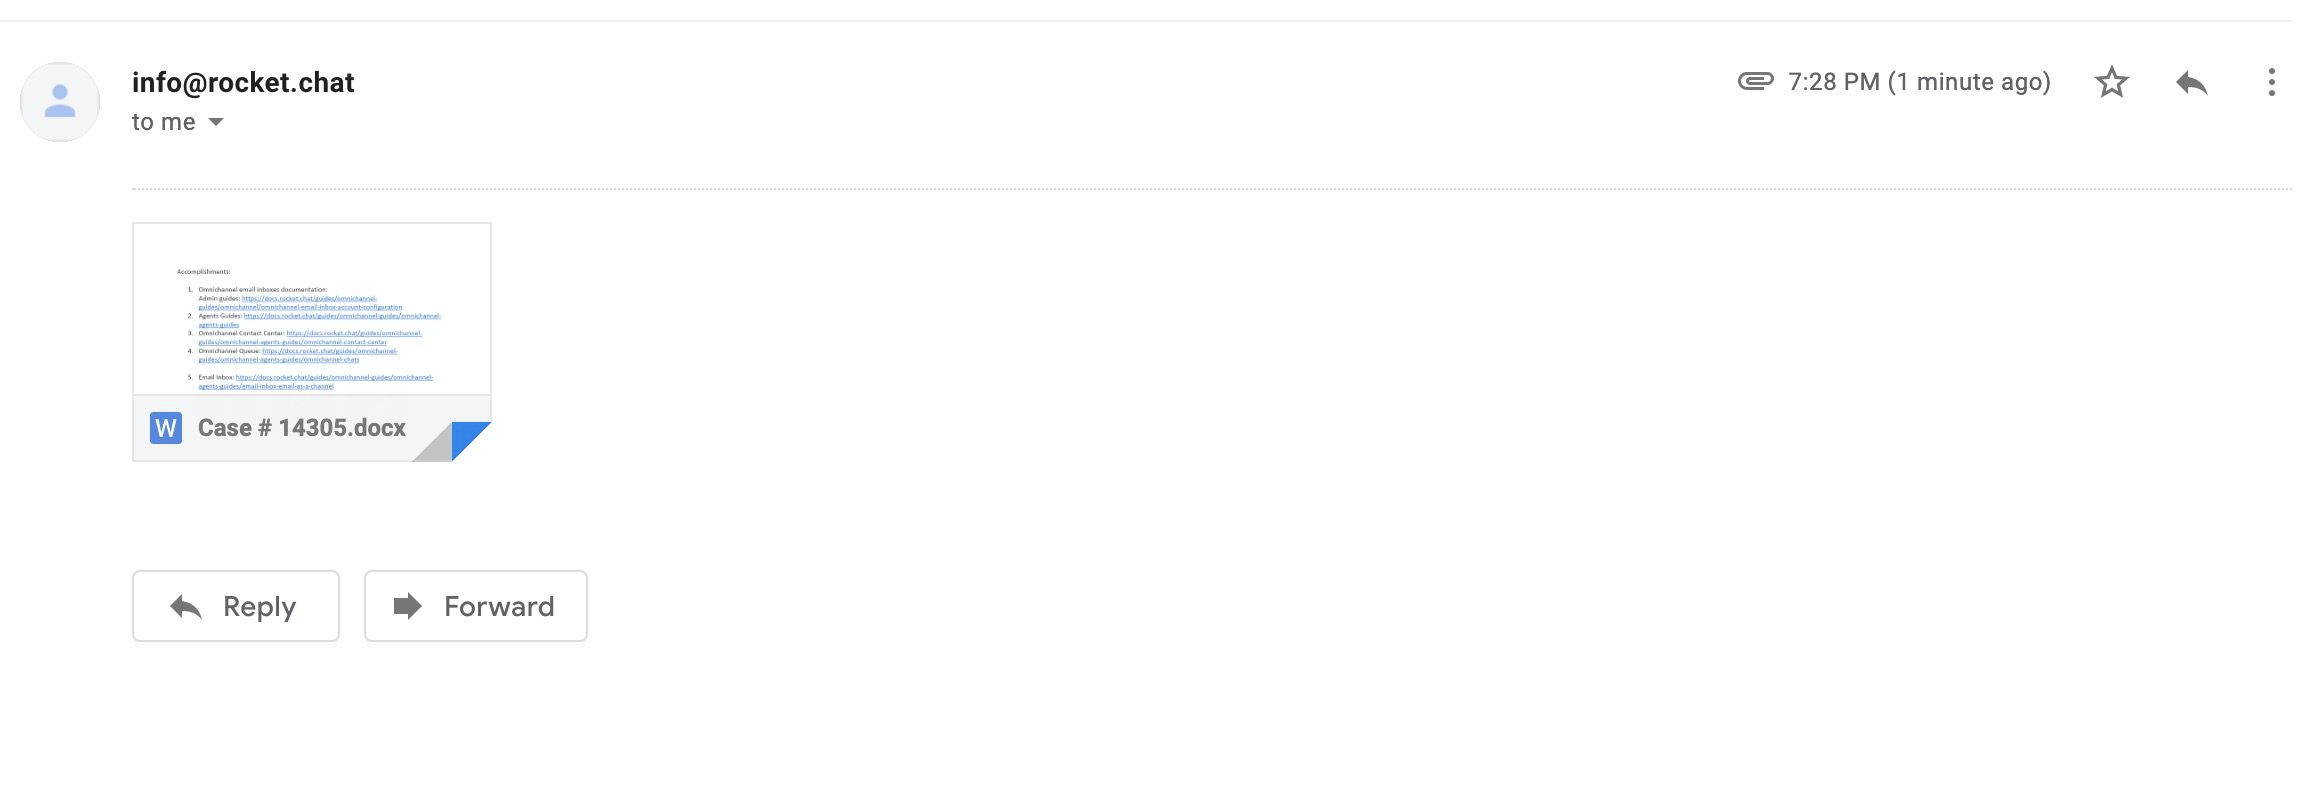 info@rocket.chat
7:28 PM (1 minute ago)
to me
Accomplishments:
1. Omnichannel email inboxes documentation:
Admin guides: https://docs.rocket.chat/guides/omnichannel-
guides/omnichannel/omnichannel-email-inbox-account-configuration
2. Agents Guides: https://docs.rocket.chat/guides/omnichannel-guides/omnichannel-
agents-guides
3. Omnichannel Contact Center: https://docs.rocket.chat/guides/omnichannel-
guides/omnichannel-agents-guides/omnichannel-contact-center
4. Omnichannel Queue: https://docs.rocket.chat/guides/omnichannel-
guides/omnichannel-agents-guides/omnichannel-chats
5. Email Inbox: https://docs.rocket.chat/guides/omnichannel-guides/omnichannel-
agents-guides/email-inbox-email-as-a-channel
W Case # 14305.docx
Reply
Forward